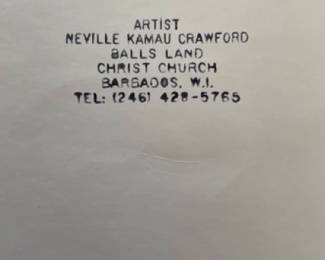 ARTIST
NEVILLE KAMAU CRAWFORD
BALLS LAND
CHRIST CHURCH
BARBADOS, W.I.
TEL: (246) 428-5765